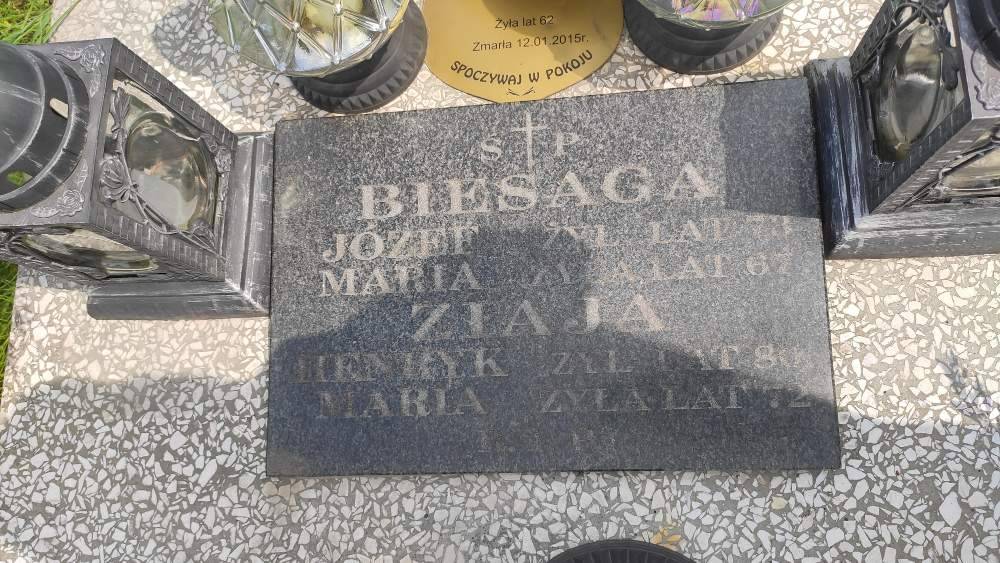 Żyła lat 62
Zmarła 12.01.2015r.
SPOCZYWAJ W POKOJU
Ś P
BIESAGA
JÓZEF ŻYŁ LAT
MARIA ŻYŁA LAT 67
ZIAJA
HENRYK ŻYŁ LAT
MARIA ŻYŁA LAT 72